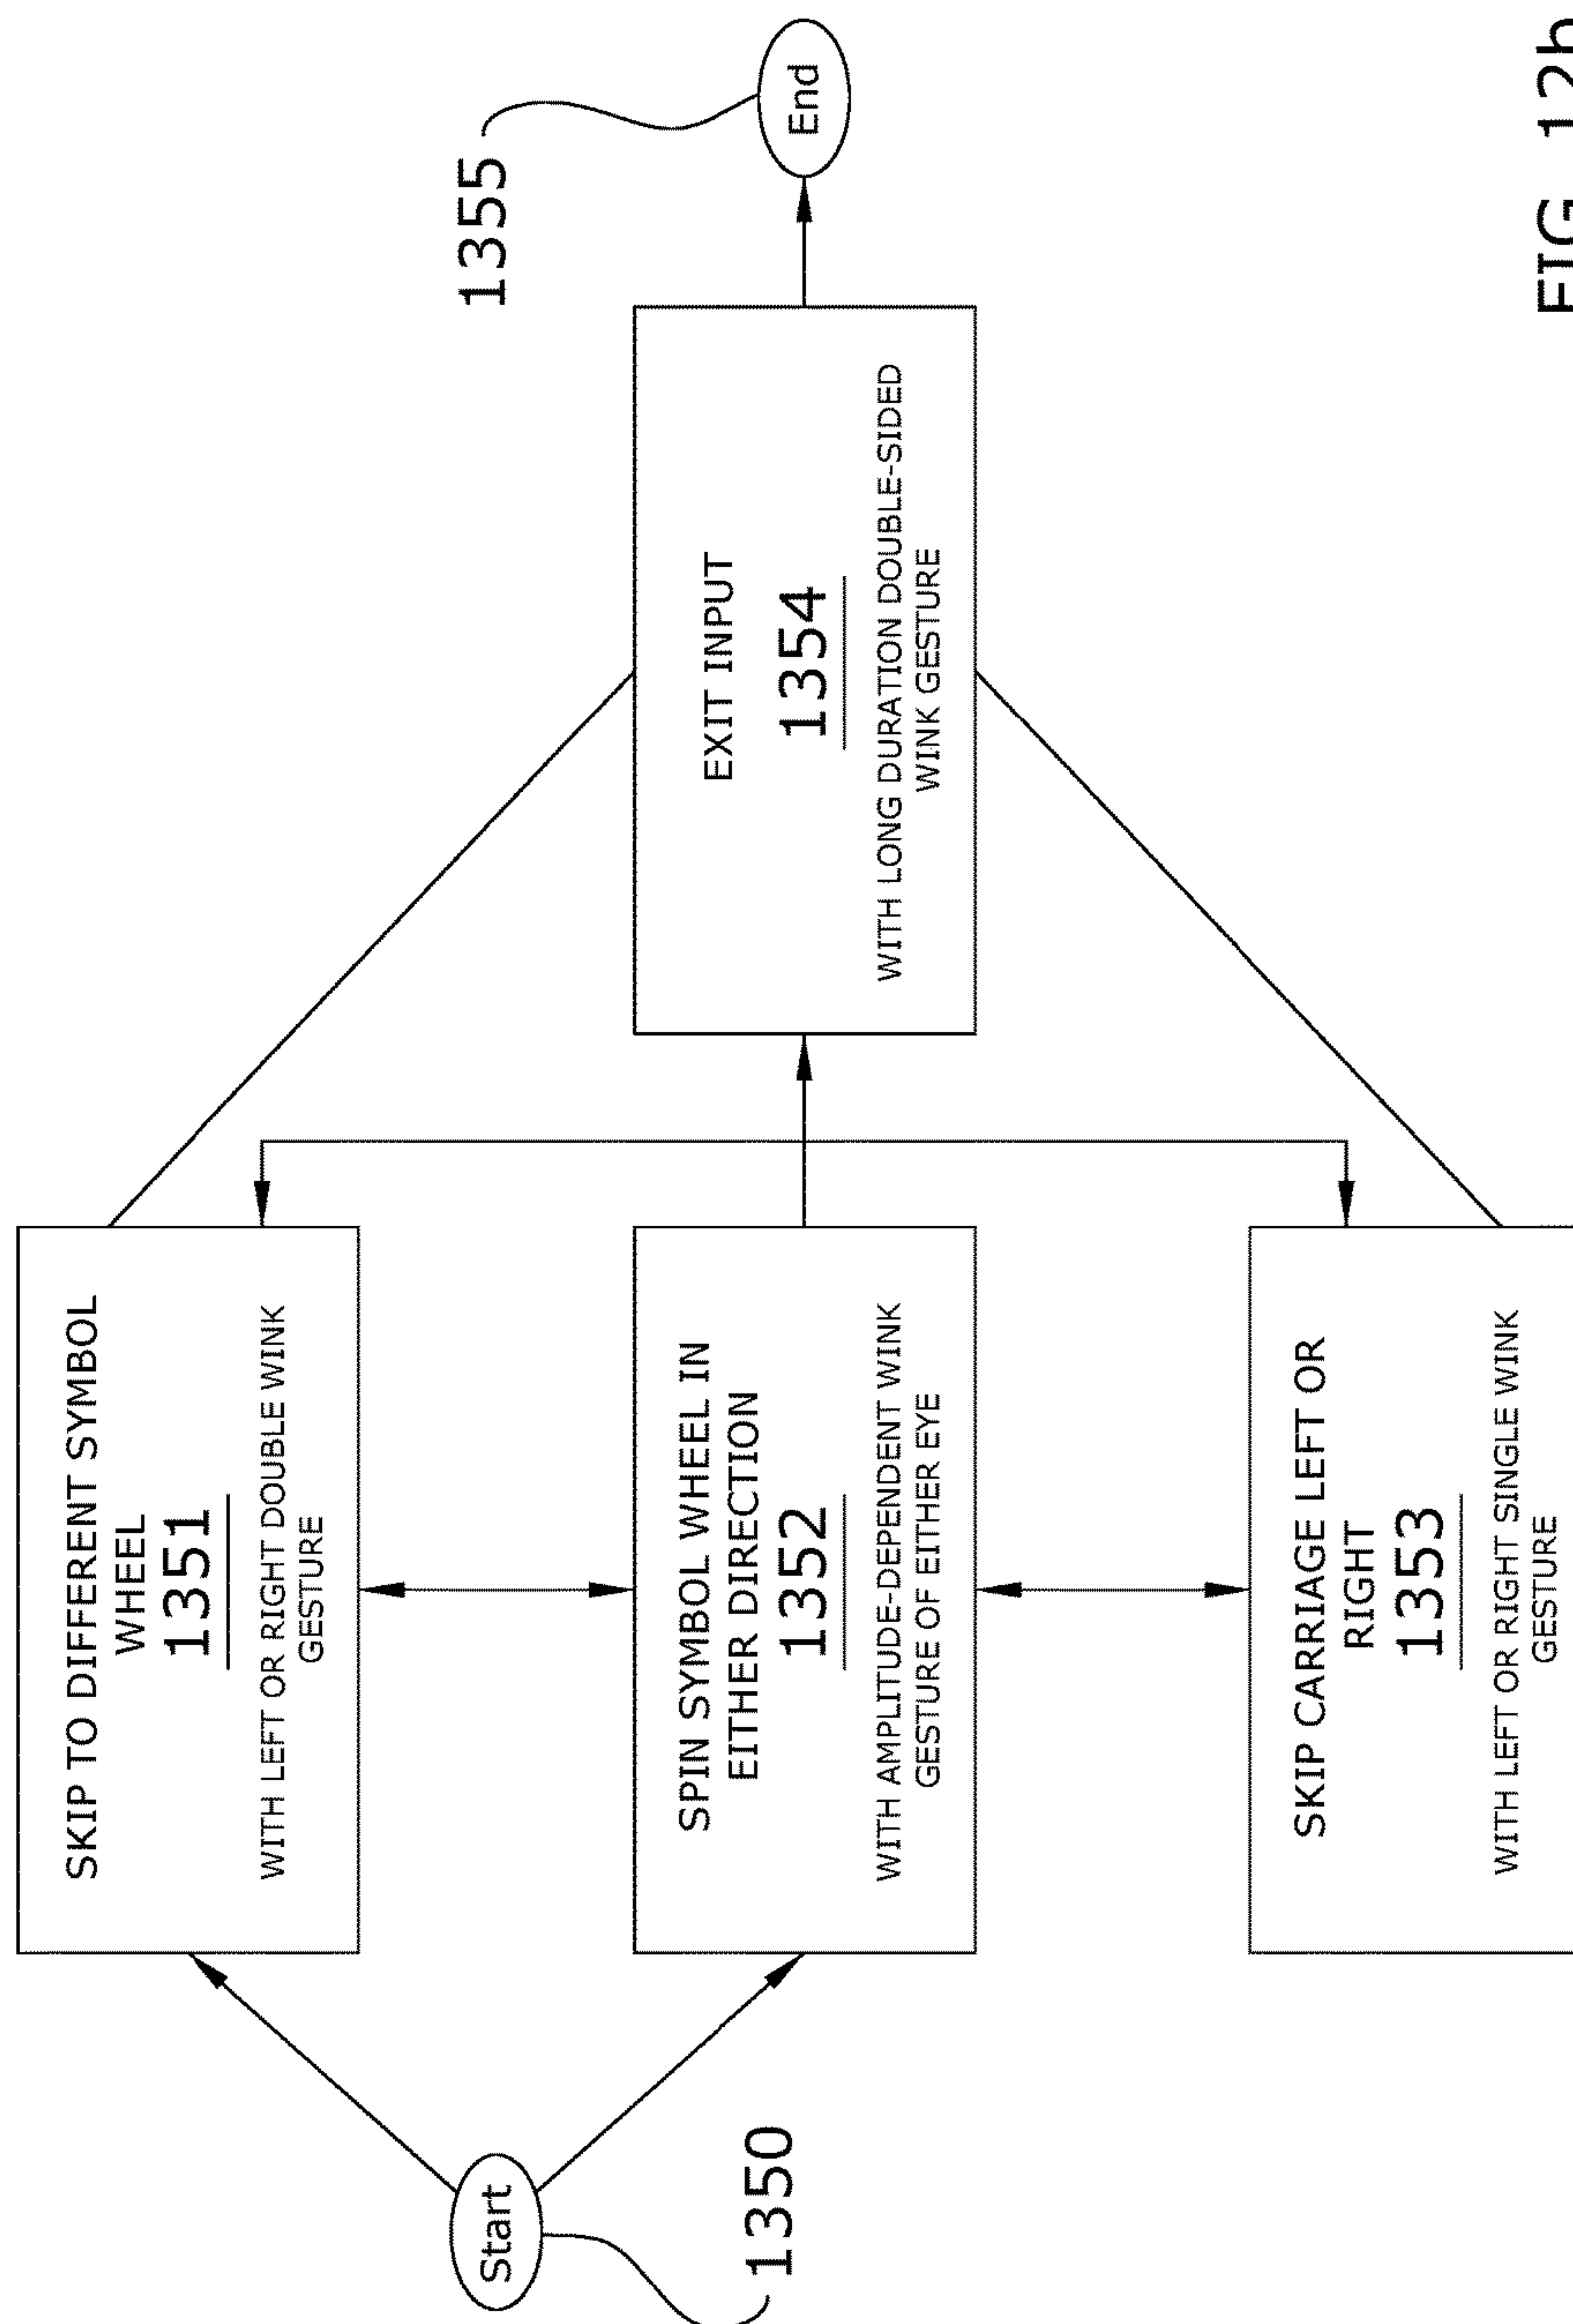 Start
1350
SKIP TO DIFFERENT SYMBOL
WHEEL
1351
WITH LEFT OR RIGHT DOUBLE WINK
GESTURE
SPIN SYMBOL WHEEL IN
EITHER DIRECTION
1352
WITH AMPLITUDE-DEPENDENT WINK
GESTURE OF EITHER EYE
SKIP CARRIAGE LEFT OR
RIGHT
1353
WITH LEFT OR RIGHT SINGLE WINK
GESTURE
EXIT INPUT
1354
WITH LONG DURATION DOUBLE-SIDED
WINK GESTURE
1355
End
FIG 12b